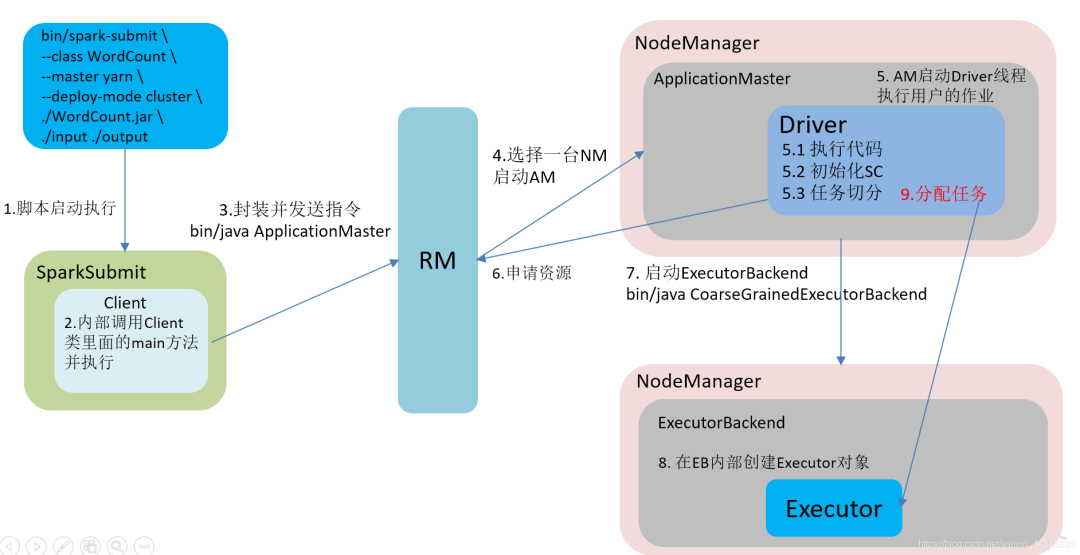 bin/spark-submit \
--class WordCount \
--master yarn \
--deploy-mode cluster \
./WordCount.jar \
./input ./output
1.脚本启动执行
SparkSubmit
Client
2.内部调用Client
类里面的main方法
并执行
3.封装并发送指令
bin/java ApplicationMaster
RM
4.选择一台NM
启动AM
6.申请资源
NodeManager
ApplicationMaster
5. AM启动Driver线程
执行用户的作业
Driver
5.1 执行代码
5.2 初始化SC
5.3 任务切分
9.分配任务
7. 启动ExecutorBackend
bin/java CoarseGrainedExecutorBackend
NodeManager
ExecutorBackend
8. 在EB内部创建Executor对象
Executor